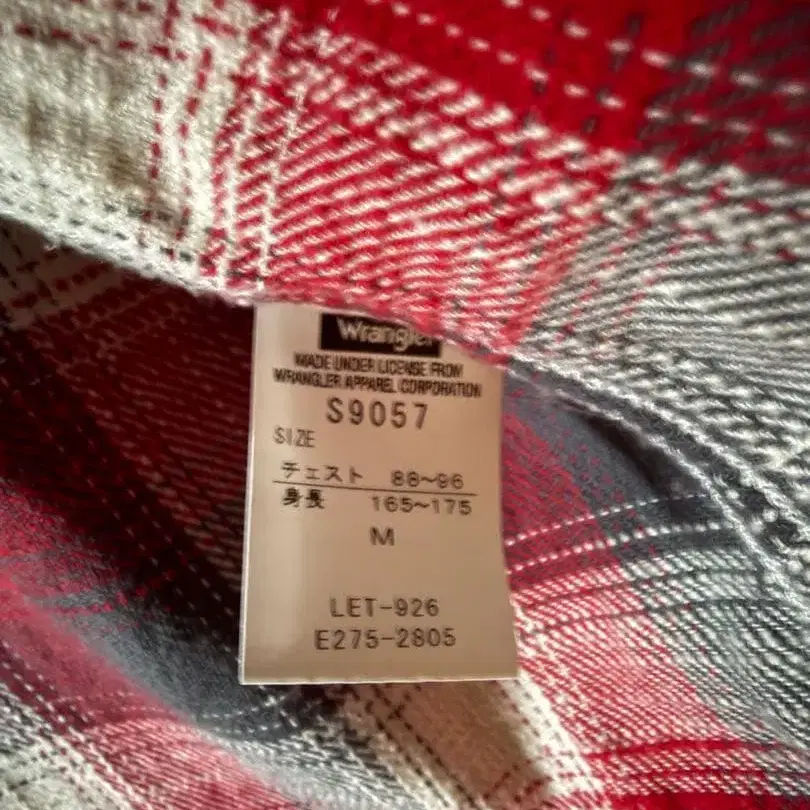 Wrangler
MADE UNDER LICENSE FROM
WRANGLER APPAREL CORPORATION
S9057
SIZE
チェスト 88~96
身長 165~175
M
LET-926
E275-2805